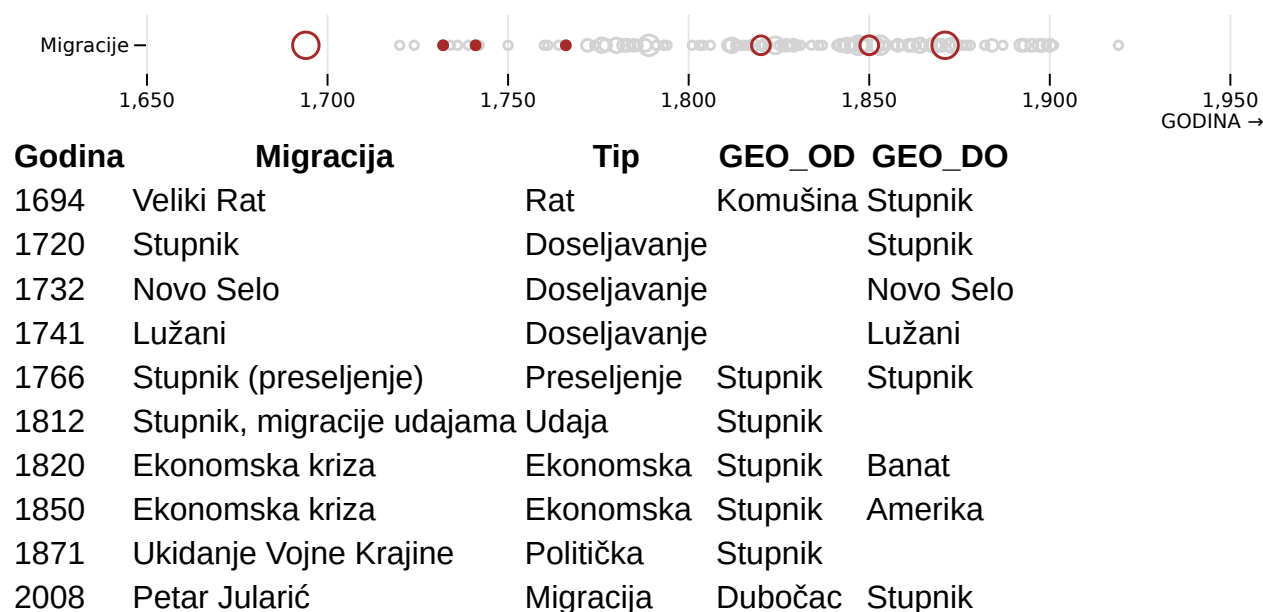 Migracije
1,650 1,700 1,750 1,800 1,850 1,900 1,950
GODINA →
Godina Migracija Tip GEO_OD GEO_DO
1694 Veliki Rat Rat Komušina Stupnik
1720 Stupnik Doseljavanje Stupnik
1732 Novo Selo Doseljavanje Novo Selo
1741 Lužani Doseljavanje Lužani
1766 Stupnik (preseljenje) Preseljenje Stupnik Stupnik
1812 Stupnik, migracije udajama Udaja Stupnik
1820 Ekonomska kriza Ekonomska Stupnik Banat
1850 Ekonomska kriza Ekonomska Stupnik Amerika
1871 Ukidanje Vojne Krajine Politička Stupnik
2008 Petar Jularić Migracija Dubočac Stupnik